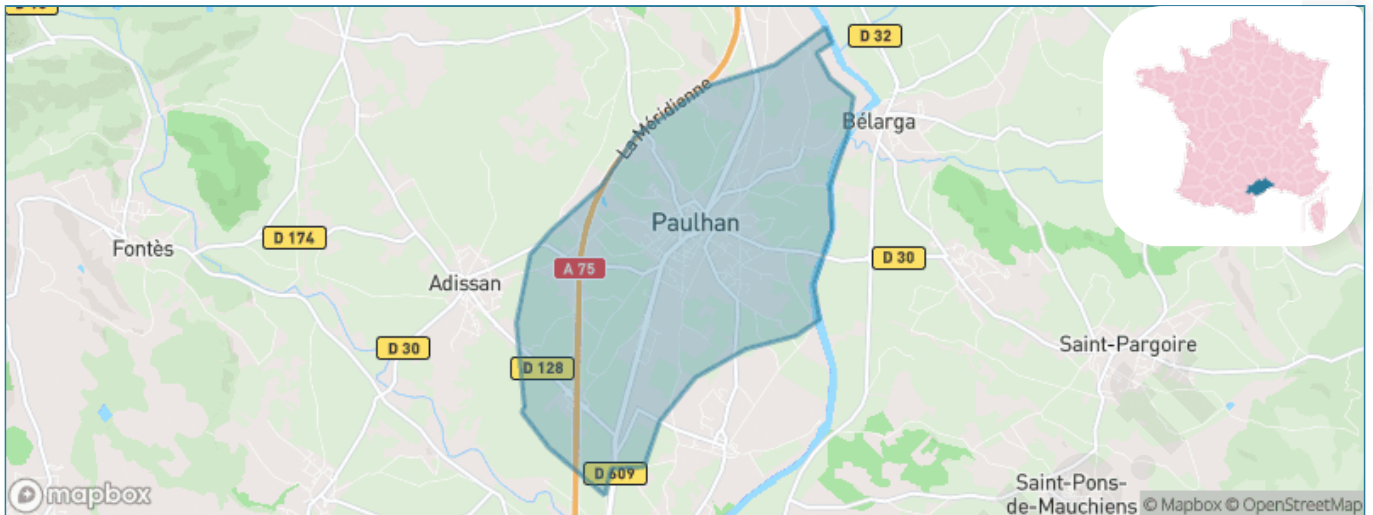 D 32
La Méridienne
Bélarga
Paulhan
D 174
Fontès
D 30
A 75
Adissan
D 30
Saint-Pargoire
D 128
D 609
Saint-Pons-
de-Mauchiens
mapbox
© Mapbox © OpenStreetMap